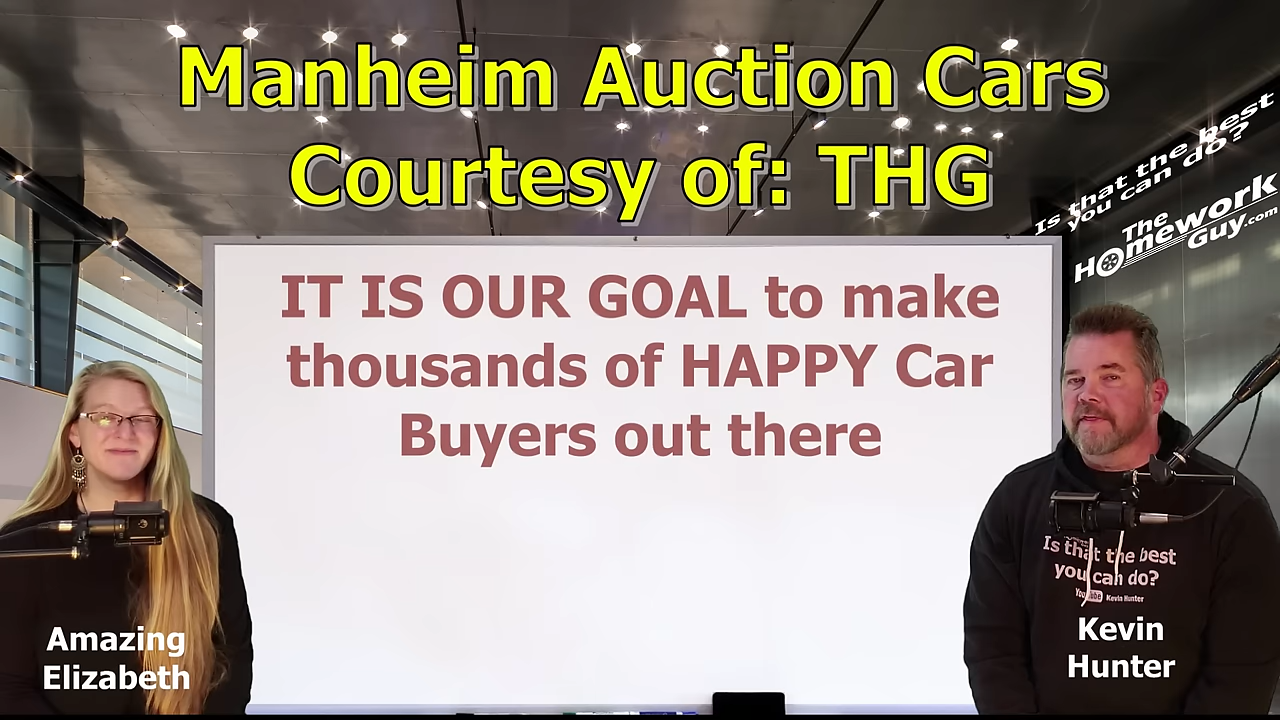 Manheim Auction Cars
Courtesy of: THG
Is that the best
you can do?
The
Homework
Guy.com
IT IS OUR GOAL to make
thousands of HAPPY Car
Buyers out there
Is that the best
you can do?
YouTube Kevin Hunter
Amazing
Elizabeth
Kevin
Hunter